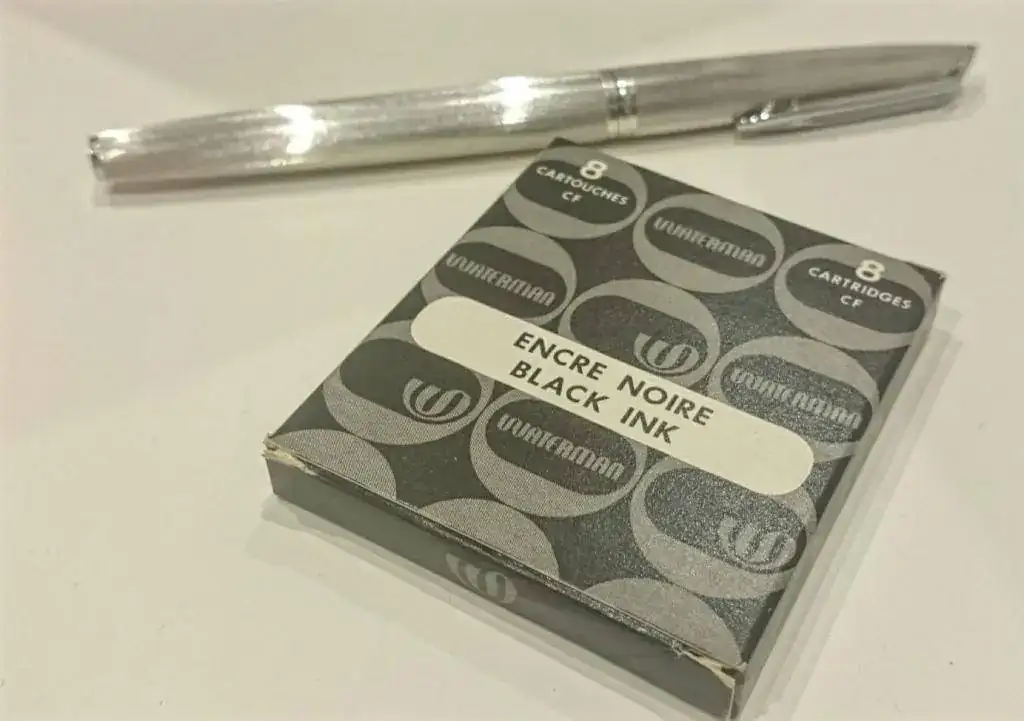 8
CARTOUCHES
CF
WATERMAN
8
CARTRIDGES
CF
WATERMAN
ENCRE NOIRE
BLACK INK
WATERMAN
WATERMAN